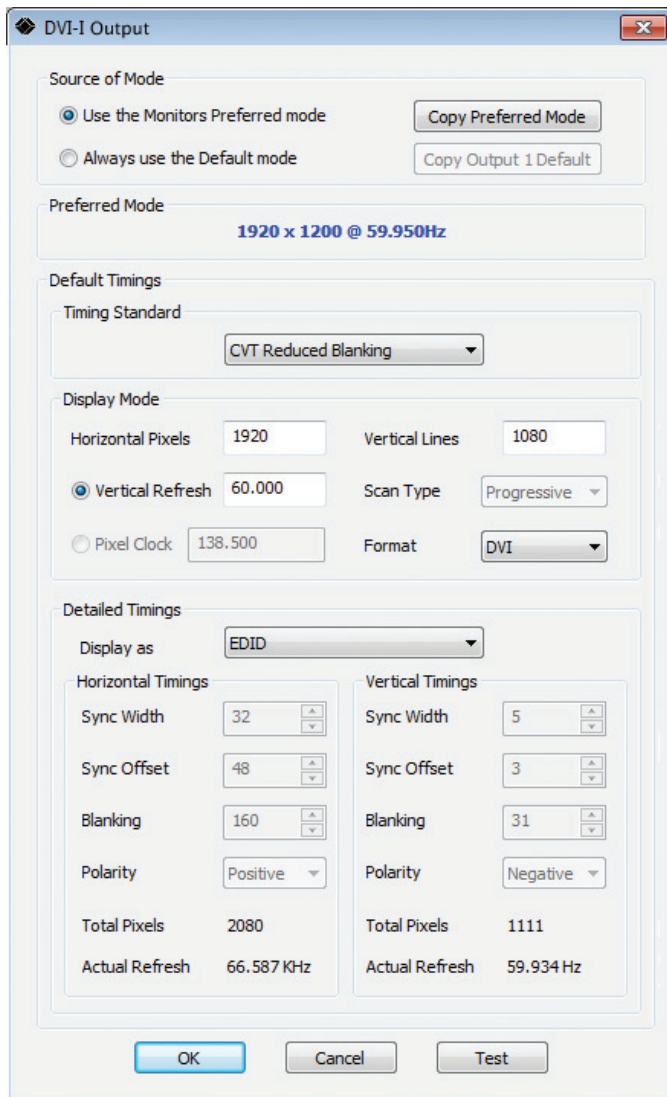 DVI-I Output
Source of Mode
Use the Monitors Preferred mode
Copy Preferred Mode
Always use the Default mode
Copy Output 1 Default
Preferred Mode
1920 x 1200 @ 59.950Hz
Default Timings
Timing Standard
CVT Reduced Blanking
Display Mode
Horizontal Pixels 1920 Vertical Lines 1080
Vertical Refresh 60.000 Scan Type Progressive
Pixel Clock 138.500 Format DVI
Detailed Timings
Display as EDID
Horizontal Timings
Sync Width 32
Sync Offset 48
Blanking 160
Polarity Positive
Total Pixels 2080
Actual Refresh 66.587 KHz
Vertical Timings
Sync Width 5
Sync Offset 3
Blanking 31
Polarity Negative
Total Pixels 1111
Actual Refresh 59.934 Hz
OK Cancel Test